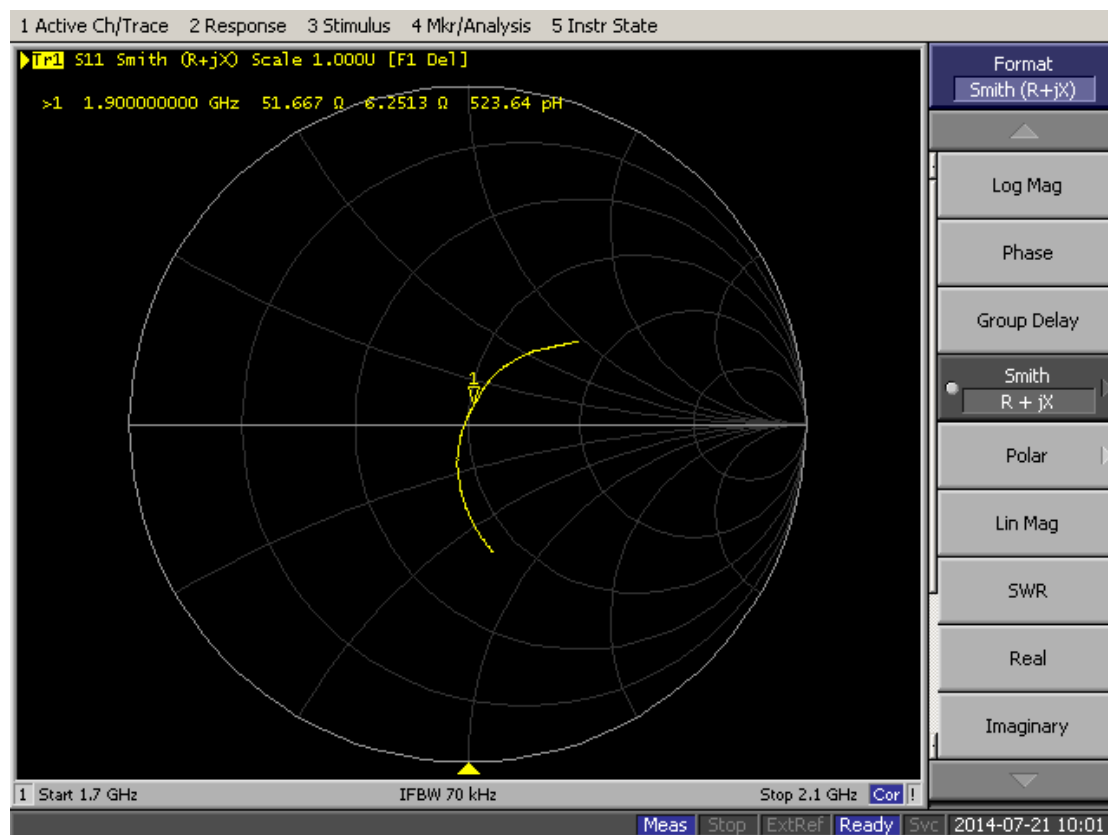 1 Active Ch/Trace 2 Response 3 Stimulus 4 Mkr/Analysis 5 Instr State
Tr1 S11 Smith (R+jX) Scale 1.000U [F1 Del]
>1 1.900000000 GHz 51.667 Ω 6.2513 Ω 523.64 pH
1
Format
Smith (R+jX)
Log Mag
Phase
Group Delay
Smith
R + jX
Polar
Lin Mag
SWR
Real
Imaginary
1 Start 1.7 GHz IFBW 70 kHz Stop 2.1 GHz Cor !
Meas Stop ExtRef Ready Svc 2014-07-21 10:01